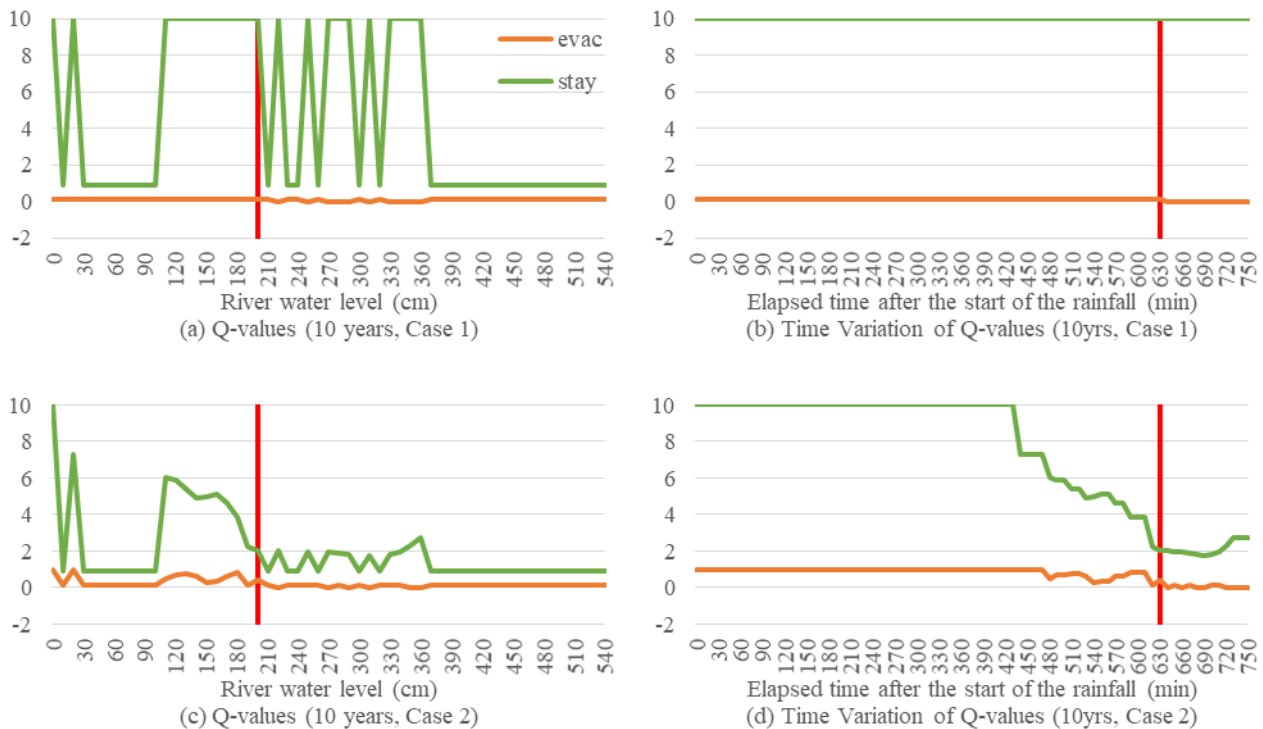 10
8
6
4
2
0
-2
evac
stay
0 30 60 90 120 150 180 210 240 270 300 330 360 390 420 450 480 510 540
River water level (cm)
(a) Q-values (10 years, Case 1)
10
8
6
4
2
0
-2
0 30 60 90 120 150 180 210 240 270 300 330 360 390 420 450 480 510 540 570 600 630 660 690 720 750
Elapsed time after the start of the rainfall (min)
(b) Time Variation of Q-values (10yrs, Case 1)
10
8
6
4
2
0
-2
0 30 60 90 120 150 180 210 240 270 300 330 360 390 420 450 480 510 540
River water level (cm)
(c) Q-values (10 years, Case 2)
10
8
6
4
2
0
-2
0 30 60 90 120 150 180 210 240 270 300 330 360 390 420 450 480 510 540 570 600 630 660 690 720 750
Elapsed time after the start of the rainfall (min)
(d) Time Variation of Q-values (10yrs, Case 2)